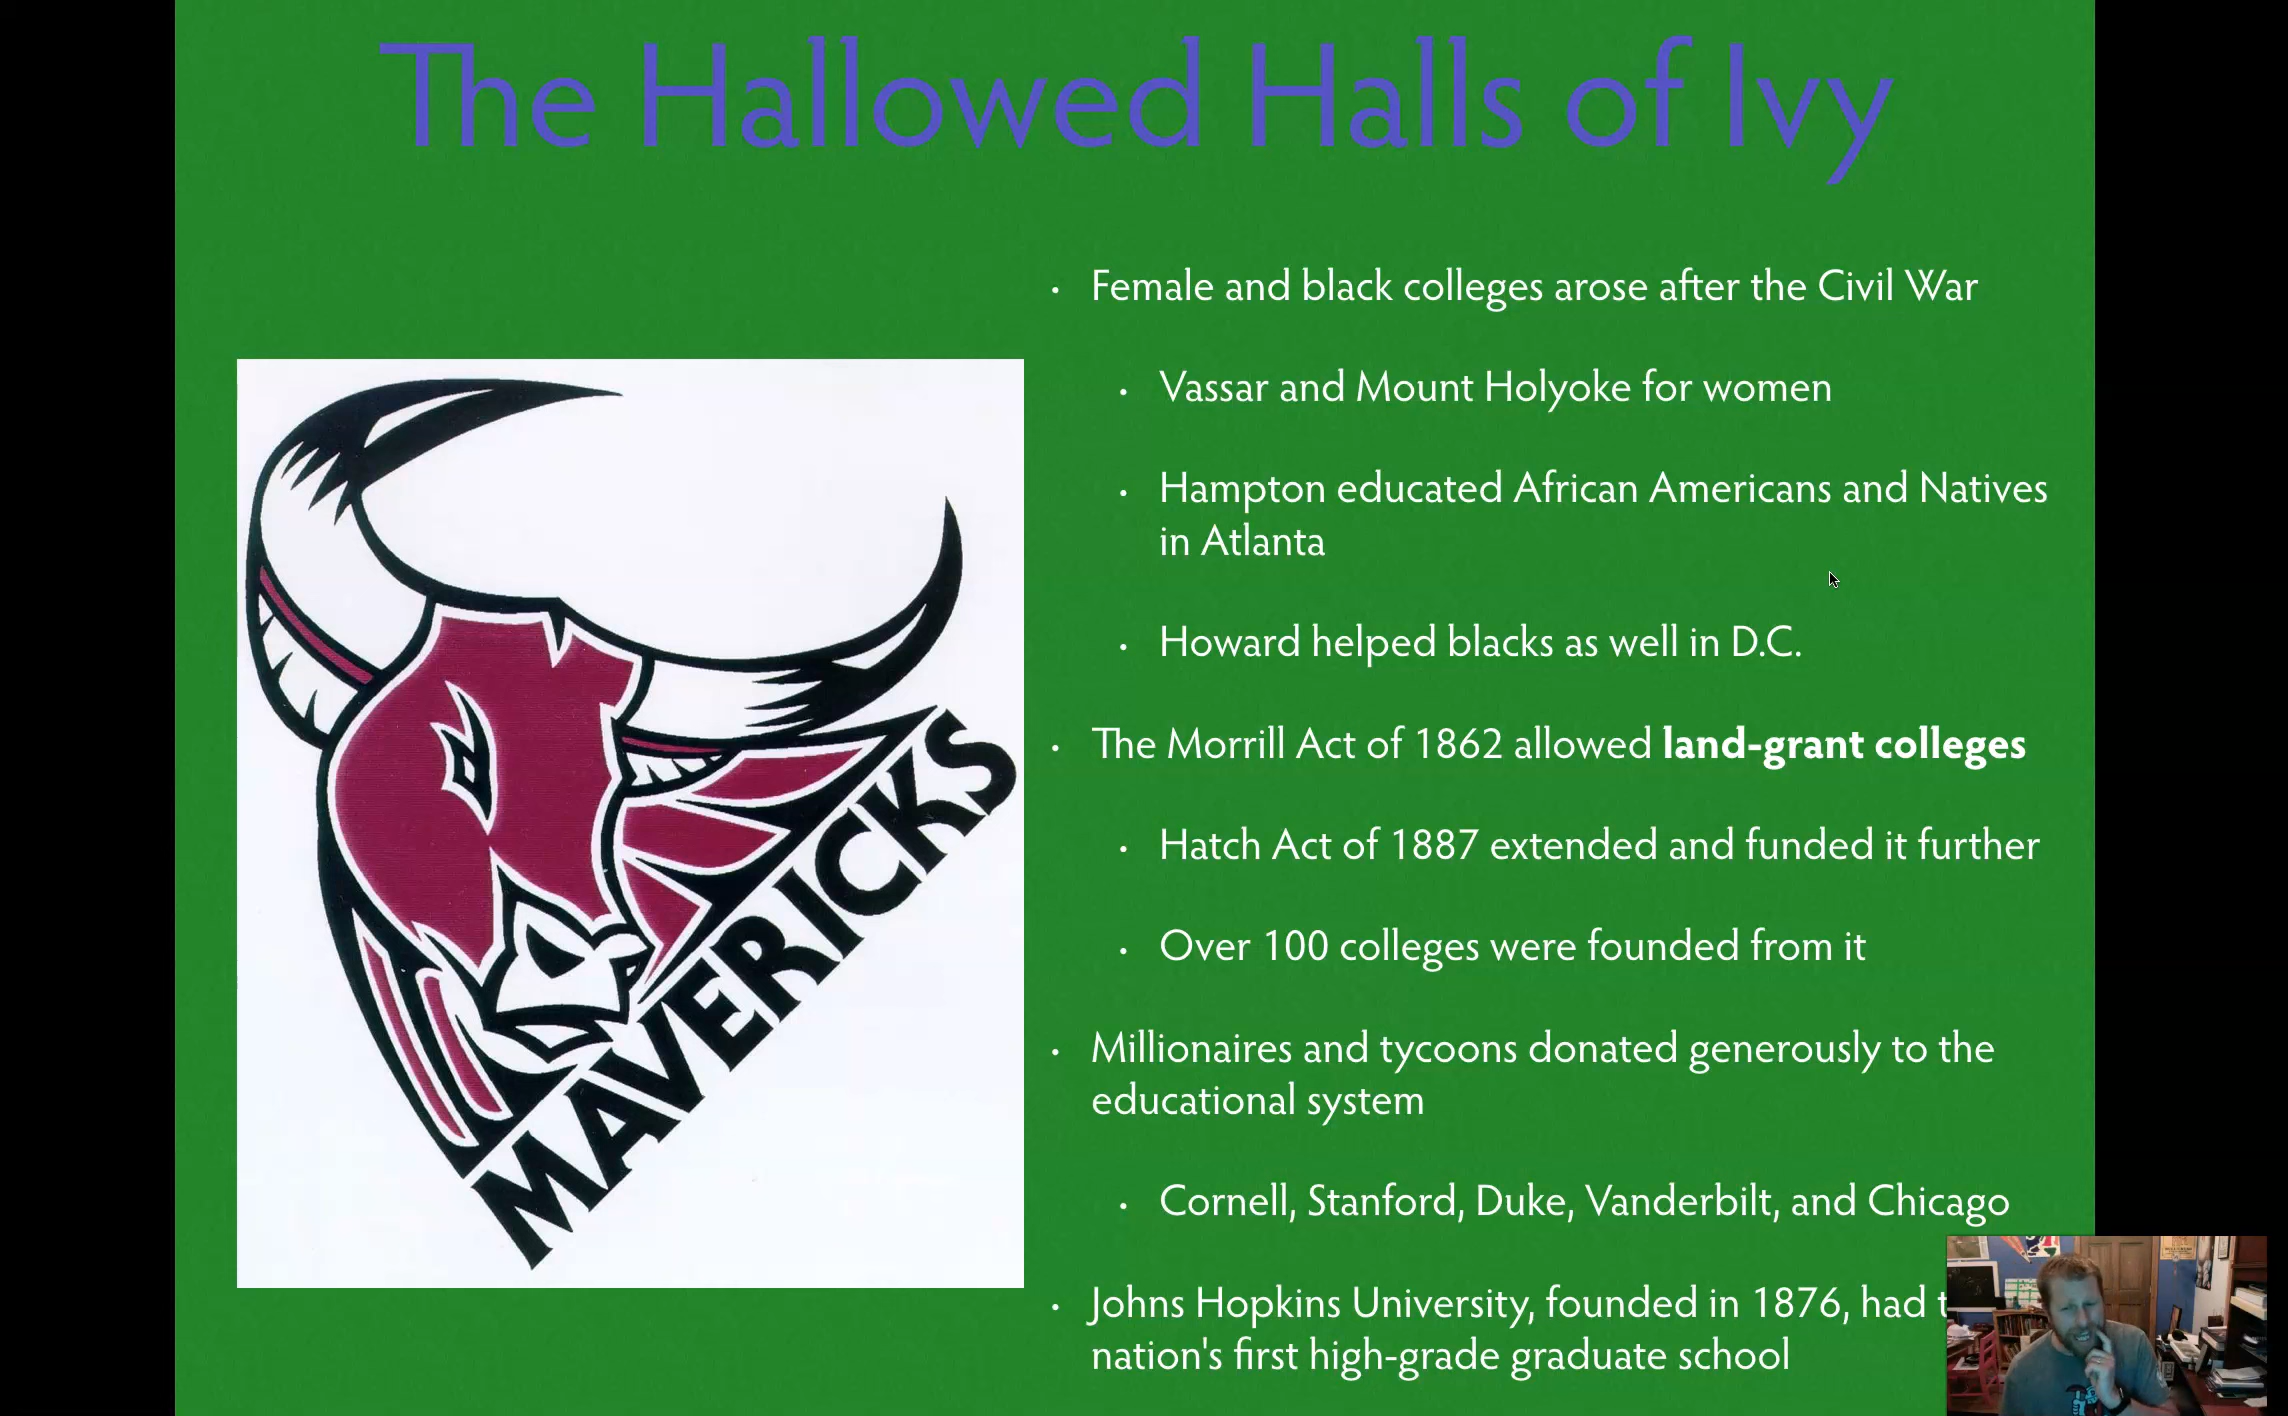 The Hallowed Halls of Ivy
• Female and black colleges arose after the Civil War
• Vassar and Mount Holyoke for women
• Hampton educated African Americans and Natives
in Atlanta
• Howard helped blacks as well in D.C.
• The Morrill Act of 1862 allowed land-grant colleges
• Hatch Act of 1887 extended and funded it further
• Over 100 colleges were founded from it
• Millionaires and tycoons donated generously to the
educational system
• Cornell, Stanford, Duke, Vanderbilt, and Chicago
• Johns Hopkins University, founded in 1876, had
nation's first high-grade graduate school
MAVERICKS